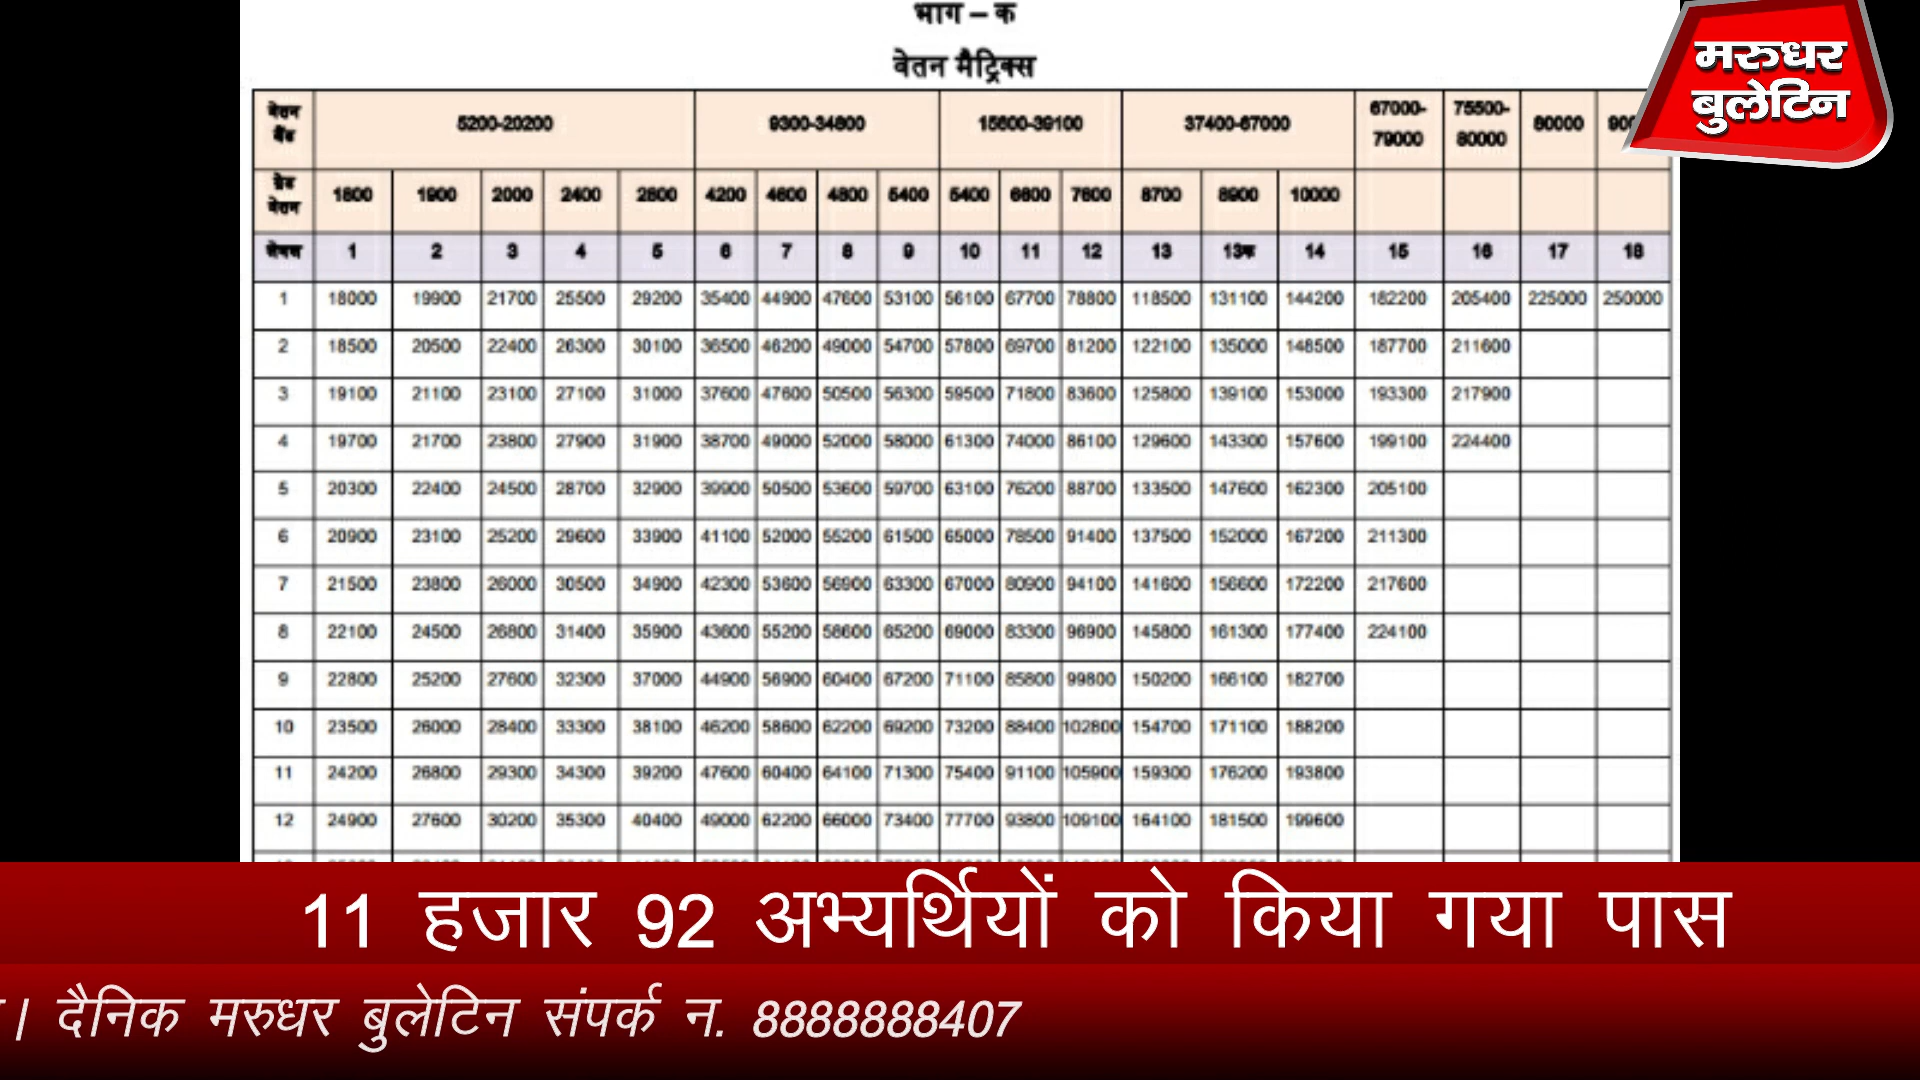 भाग – क
वेतन मैट्रिक्स
मरुधर
बुलेटिन
वेतन बैंड 5200-20200 9300-34800 15600-39100 37400-67000 67000-79000 75500-80000 80000
ग्रेड वेतन 1800 1900 2000 2400 2800 4200 4600 4800 5400 5400 6600 7600 8700 8900 10000
1 2 3 4 5 6 7 8 9 10 11 12 13 13क 14 15 16 17 18
1 18000 19900 21700 25500 29200 35400 44900 47600 53100 56100 67700 78800 118500 131100 144200 182200 205400 225000 250000
2 18500 20500 22400 26300 30100 36500 46200 49000 54700 57800 69700 81200 122100 135000 148500 187700 211600
3 19100 21100 23100 27100 31000 37600 47600 50500 56300 59500 71800 83600 125800 139100 153000 193300 217900
4 19700 21700 23800 27900 31900 38700 49000 52000 58000 61300 74000 86100 129600 143300 157600 199100 224400
5 20300 22400 24500 28700 32900 39900 50500 53600 59700 63100 76200 88700 133500 147600 162300 205100
6 20900 23100 25200 29600 33900 41100 52000 55200 61500 65000 78500 91400 137500 152000 167200 211300
7 21500 23800 26000 30500 34900 42300 53600 56900 63300 67000 80900 94100 141600 156600 172200 217600
8 22100 24500 26800 31400 35900 43600 55200 58600 65200 69000 83300 96900 145800 161300 177400 224100
9 22800 25200 27600 32300 37000 44900 56900 60400 67200 71100 85800 99800 150200 166100 182700
10 23500 26000 28400 33300 38100 46200 58600 62200 69200 73200 88400 102800 154700 171100 188200
11 24200 26800 29300 34300 39200 47600 60400 64100 71300 75400 91100 105900 159300 176200 193800
12 24900 27600 30200 35300 40400 49000 62200 66000 73400 77700 93800 109100 164100 181500 199600
11 हजार 92 अभ्यर्थियों को किया गया पास
। दैनिक मरुधर बुलेटिन संपर्क न. 8888888407